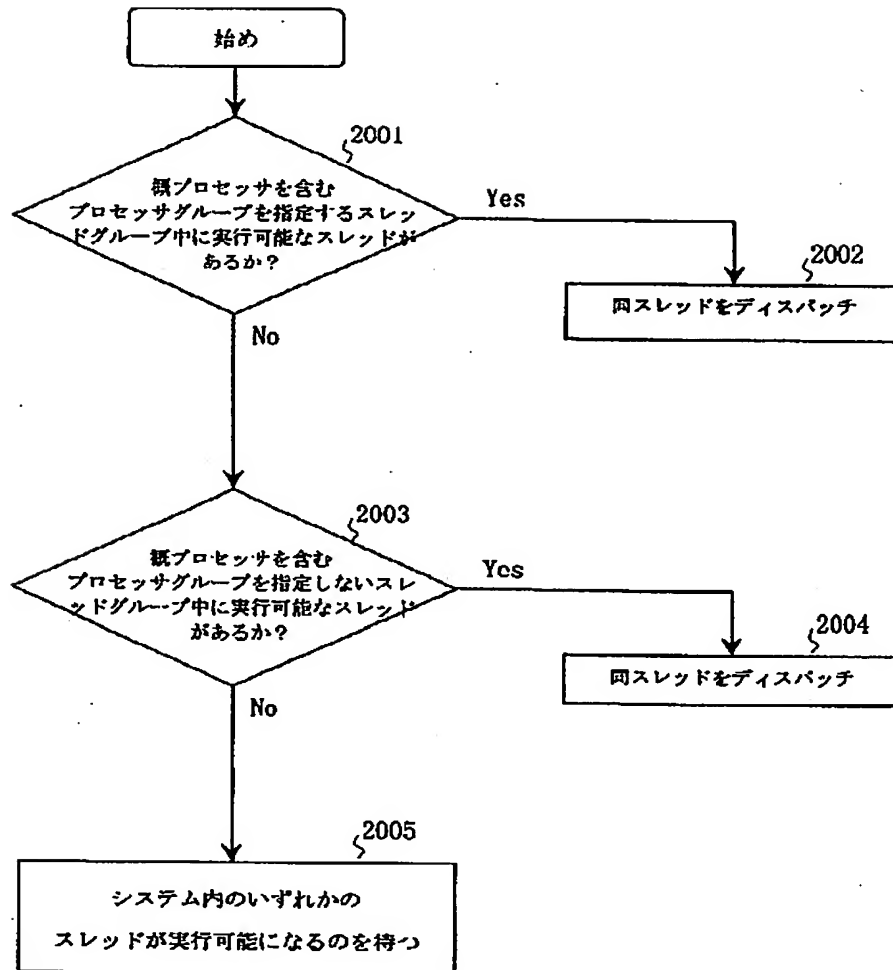 始め
2001
概プロセッサを含む
プロセッサグループを指定するスレッ
ドグループ中に実行可能なスレッドが
あるか？
Yes
2002
同スレッドをディスパッチ
No
2003
概プロセッサを含む
プロセッサグループを指定しないスレ
ッドグループ中に実行可能なスレッド
があるか？
Yes
2004
同スレッドをディスパッチ
No
2005
システム内のいずれかの
スレッドが実行可能になるのを待つ